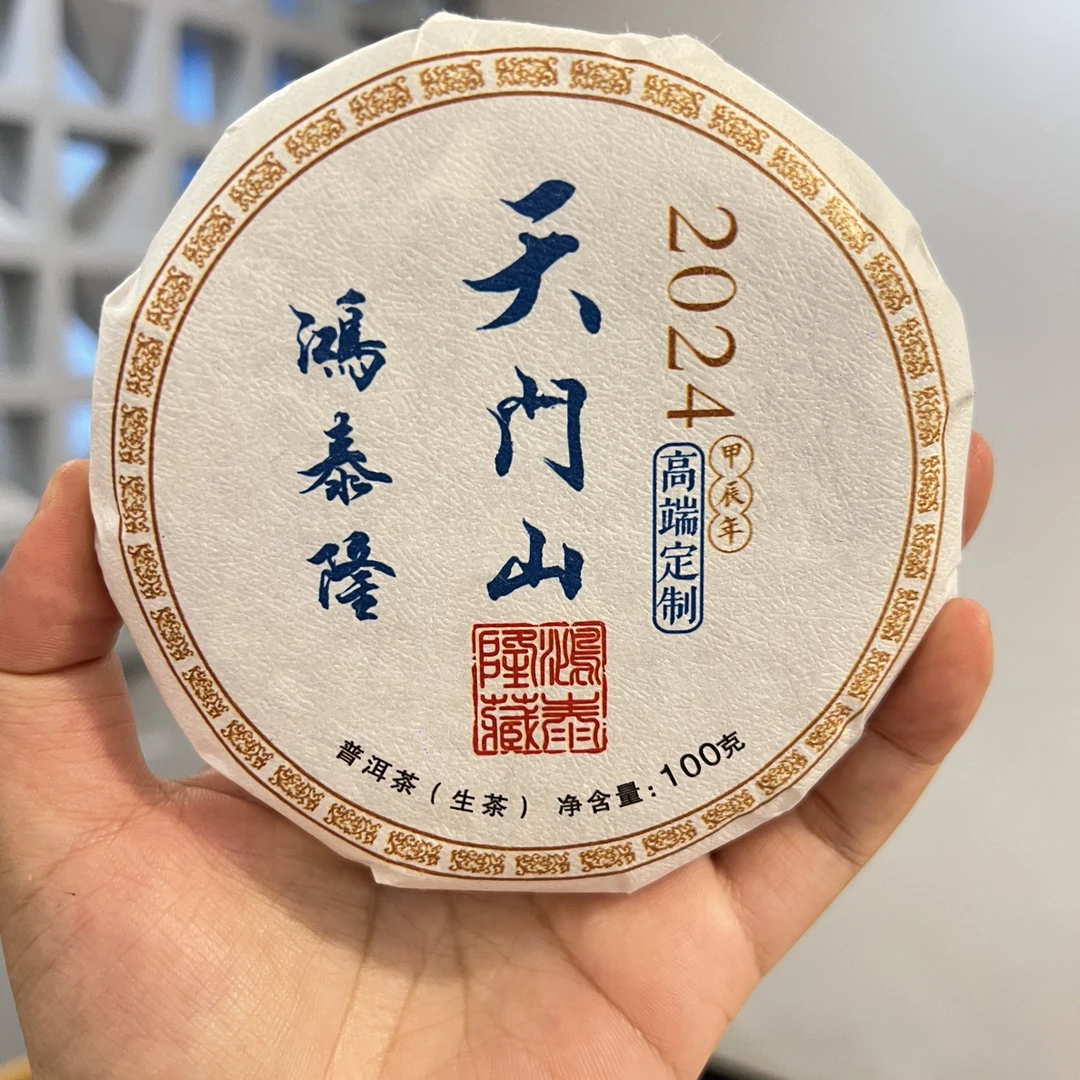 2024
甲辰年
高端定制
天门山
鴻泰隆
鴻泰
隆藏
普洱茶（生茶） 净含量：100克